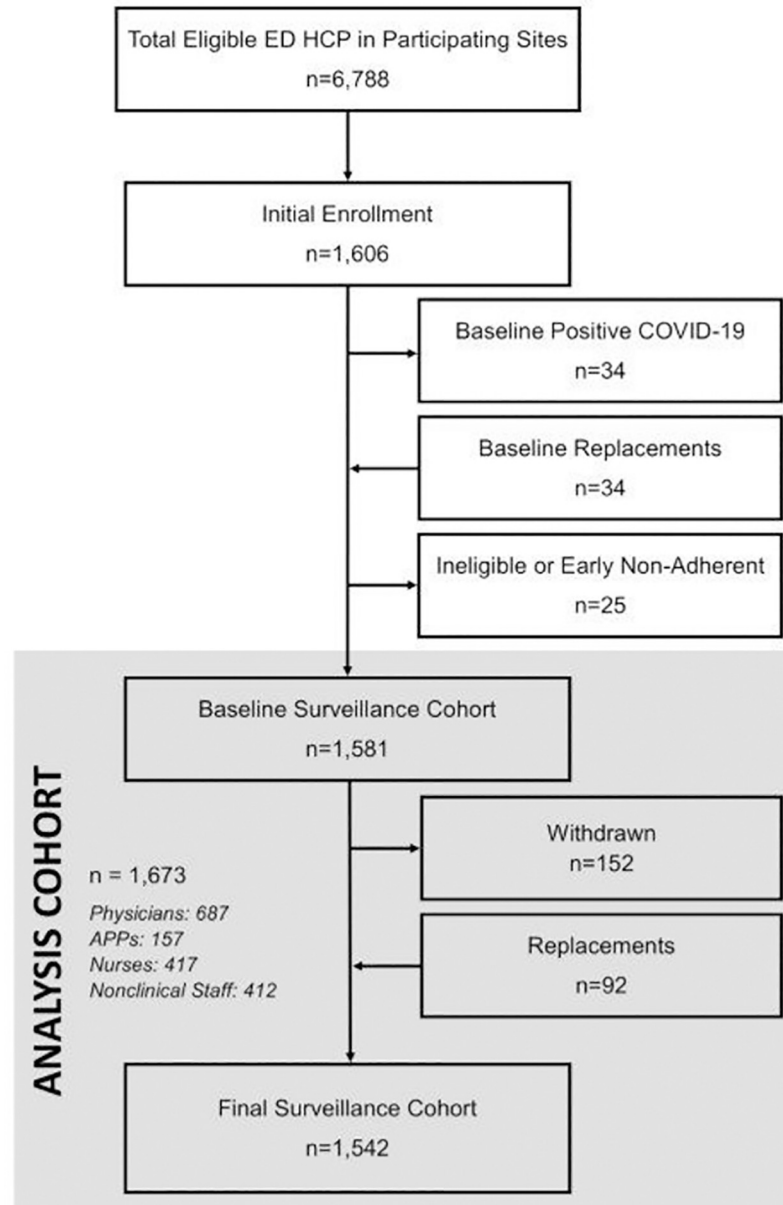 Total Eligible ED HCP in Participating Sites
n=6,788
Initial Enrollment
n=1,606
Baseline Positive COVID-19
n=34
Baseline Replacements
n=34
Ineligible or Early Non-Adherent
n=25
ANALYSIS COHORT
Baseline Surveillance Cohort
n=1,581
Withdrawn
n=152
n = 1,673
Physicians: 687
APPs: 157
Nurses: 417
Nonclinical Staff: 412
Replacements
n=92
Final Surveillance Cohort
n=1,542